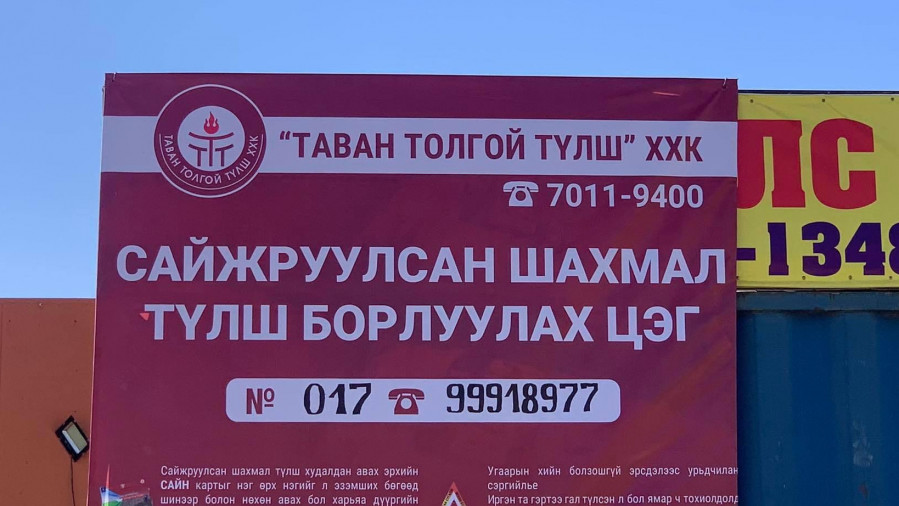 ТАВАН ТОЛГОЙ ТҮЛШ ХХК
“ТАВАН ТОЛГОЙ ТҮЛШ” ХХК
☎ 7011-9400
САЙЖРУУЛСАН ШАХМАЛ
ТҮЛШ БОРЛУУЛАХ ЦЭГ
№ 017 ☎ 99918977
Сайжруулсан шахмал түлш худалдан авах эрхийн
САЙН картыг нэг өрх нэгийг л эзэмших бөгөөд
шинээр болон нөхөн авах бол харьяа дүүргийн
Угаарын хийн болзошгүй эрсдэлээс урьдчилан
сэргийлье
Иргэн та гэртээ гал түлсэн л бол ямар ч тохиолдолд
ЛС
-1348